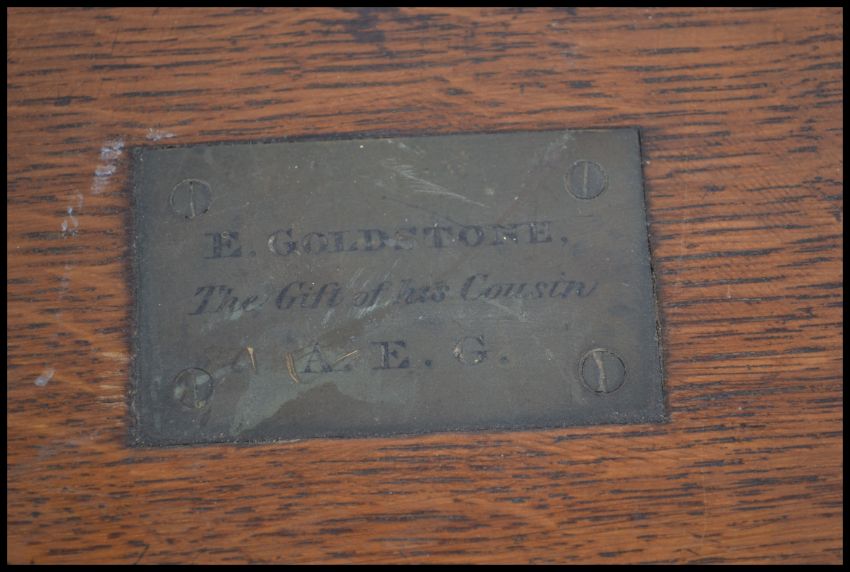 E. GOLDSTONE,
The Gift of his Cousin
A. E. G.